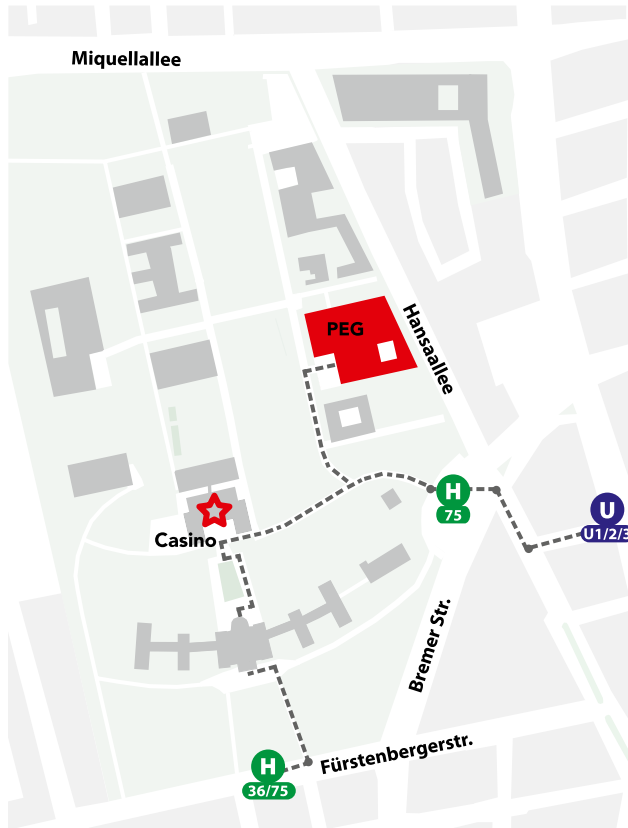 Miquellallee
PEG
Hansaallee
H
75
U
U1/2/3
Casino
Bremer Str.
Fürstenbergerstr.
H
36/75